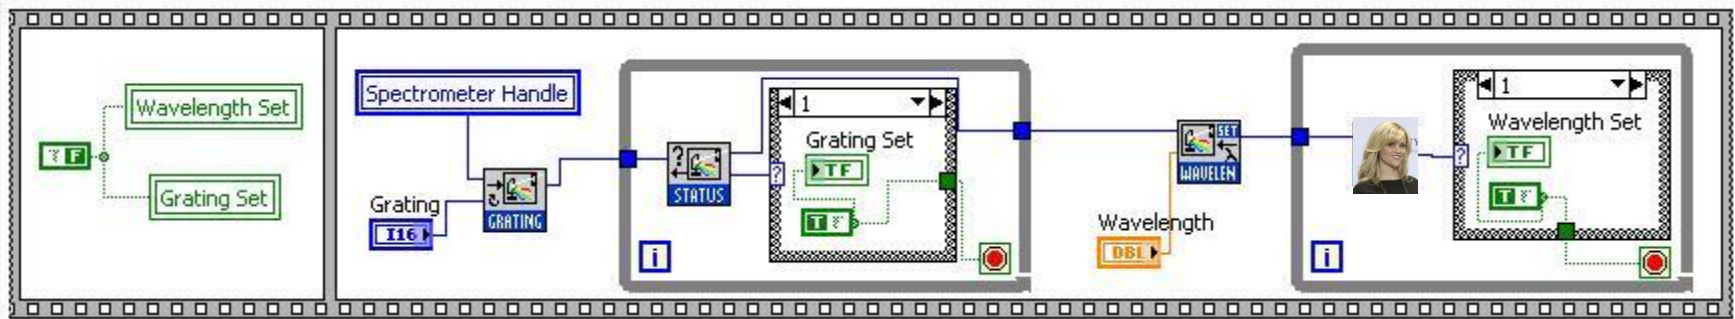 Wavelength Set
F
Grating Set
Spectrometer Handle
Grating
I16
GRATING
?
STATUS
1
Grating Set
TF
?
T
i
Wavelength
DBL
SET
WAVELEN
1
Wavelength Set
TF
?
T
i